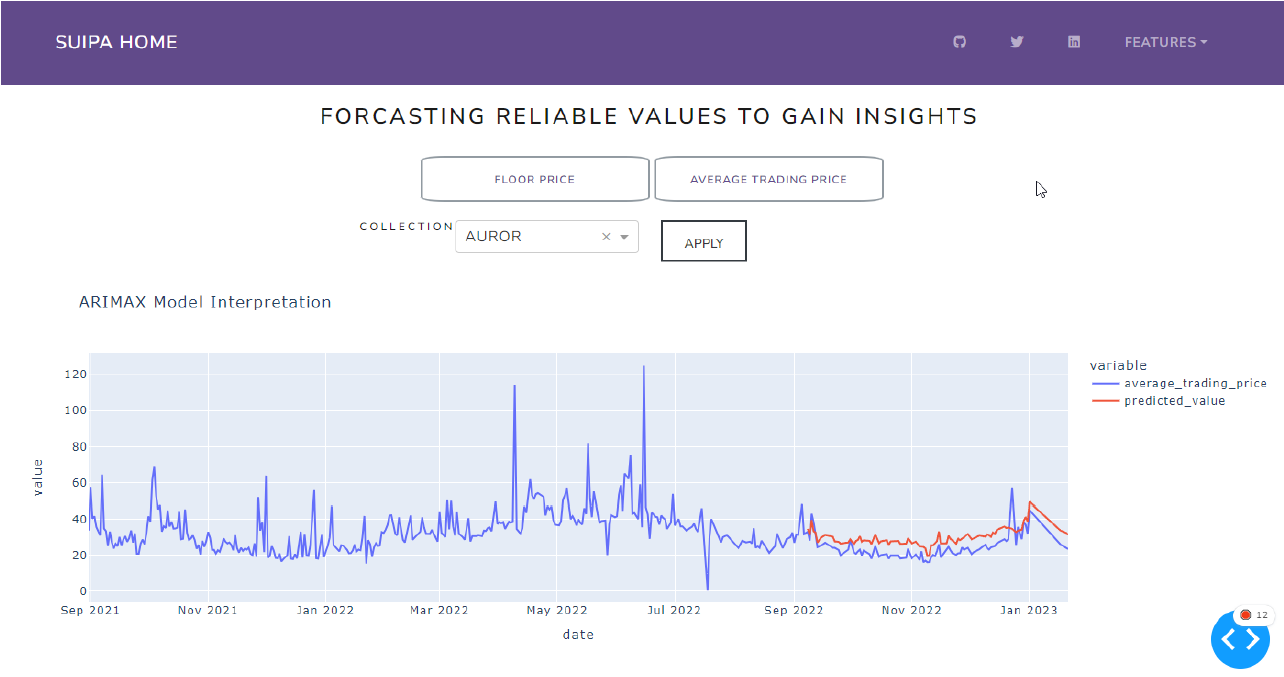 SUIPA HOME
FEATURES
FORCASTING RELIABLE VALUES TO GAIN INSIGHTS
FLOOR PRICE
AVERAGE TRADING PRICE
COLLECTION
AUROR
APPLY
ARIMAX Model Interpretation
variable
average_trading_price
predicted_value
value
120
100
80
60
40
20
0
Sep 2021
Nov 2021
Jan 2022
Mar 2022
May 2022
Jul 2022
Sep 2022
Nov 2022
Jan 2023
date
12